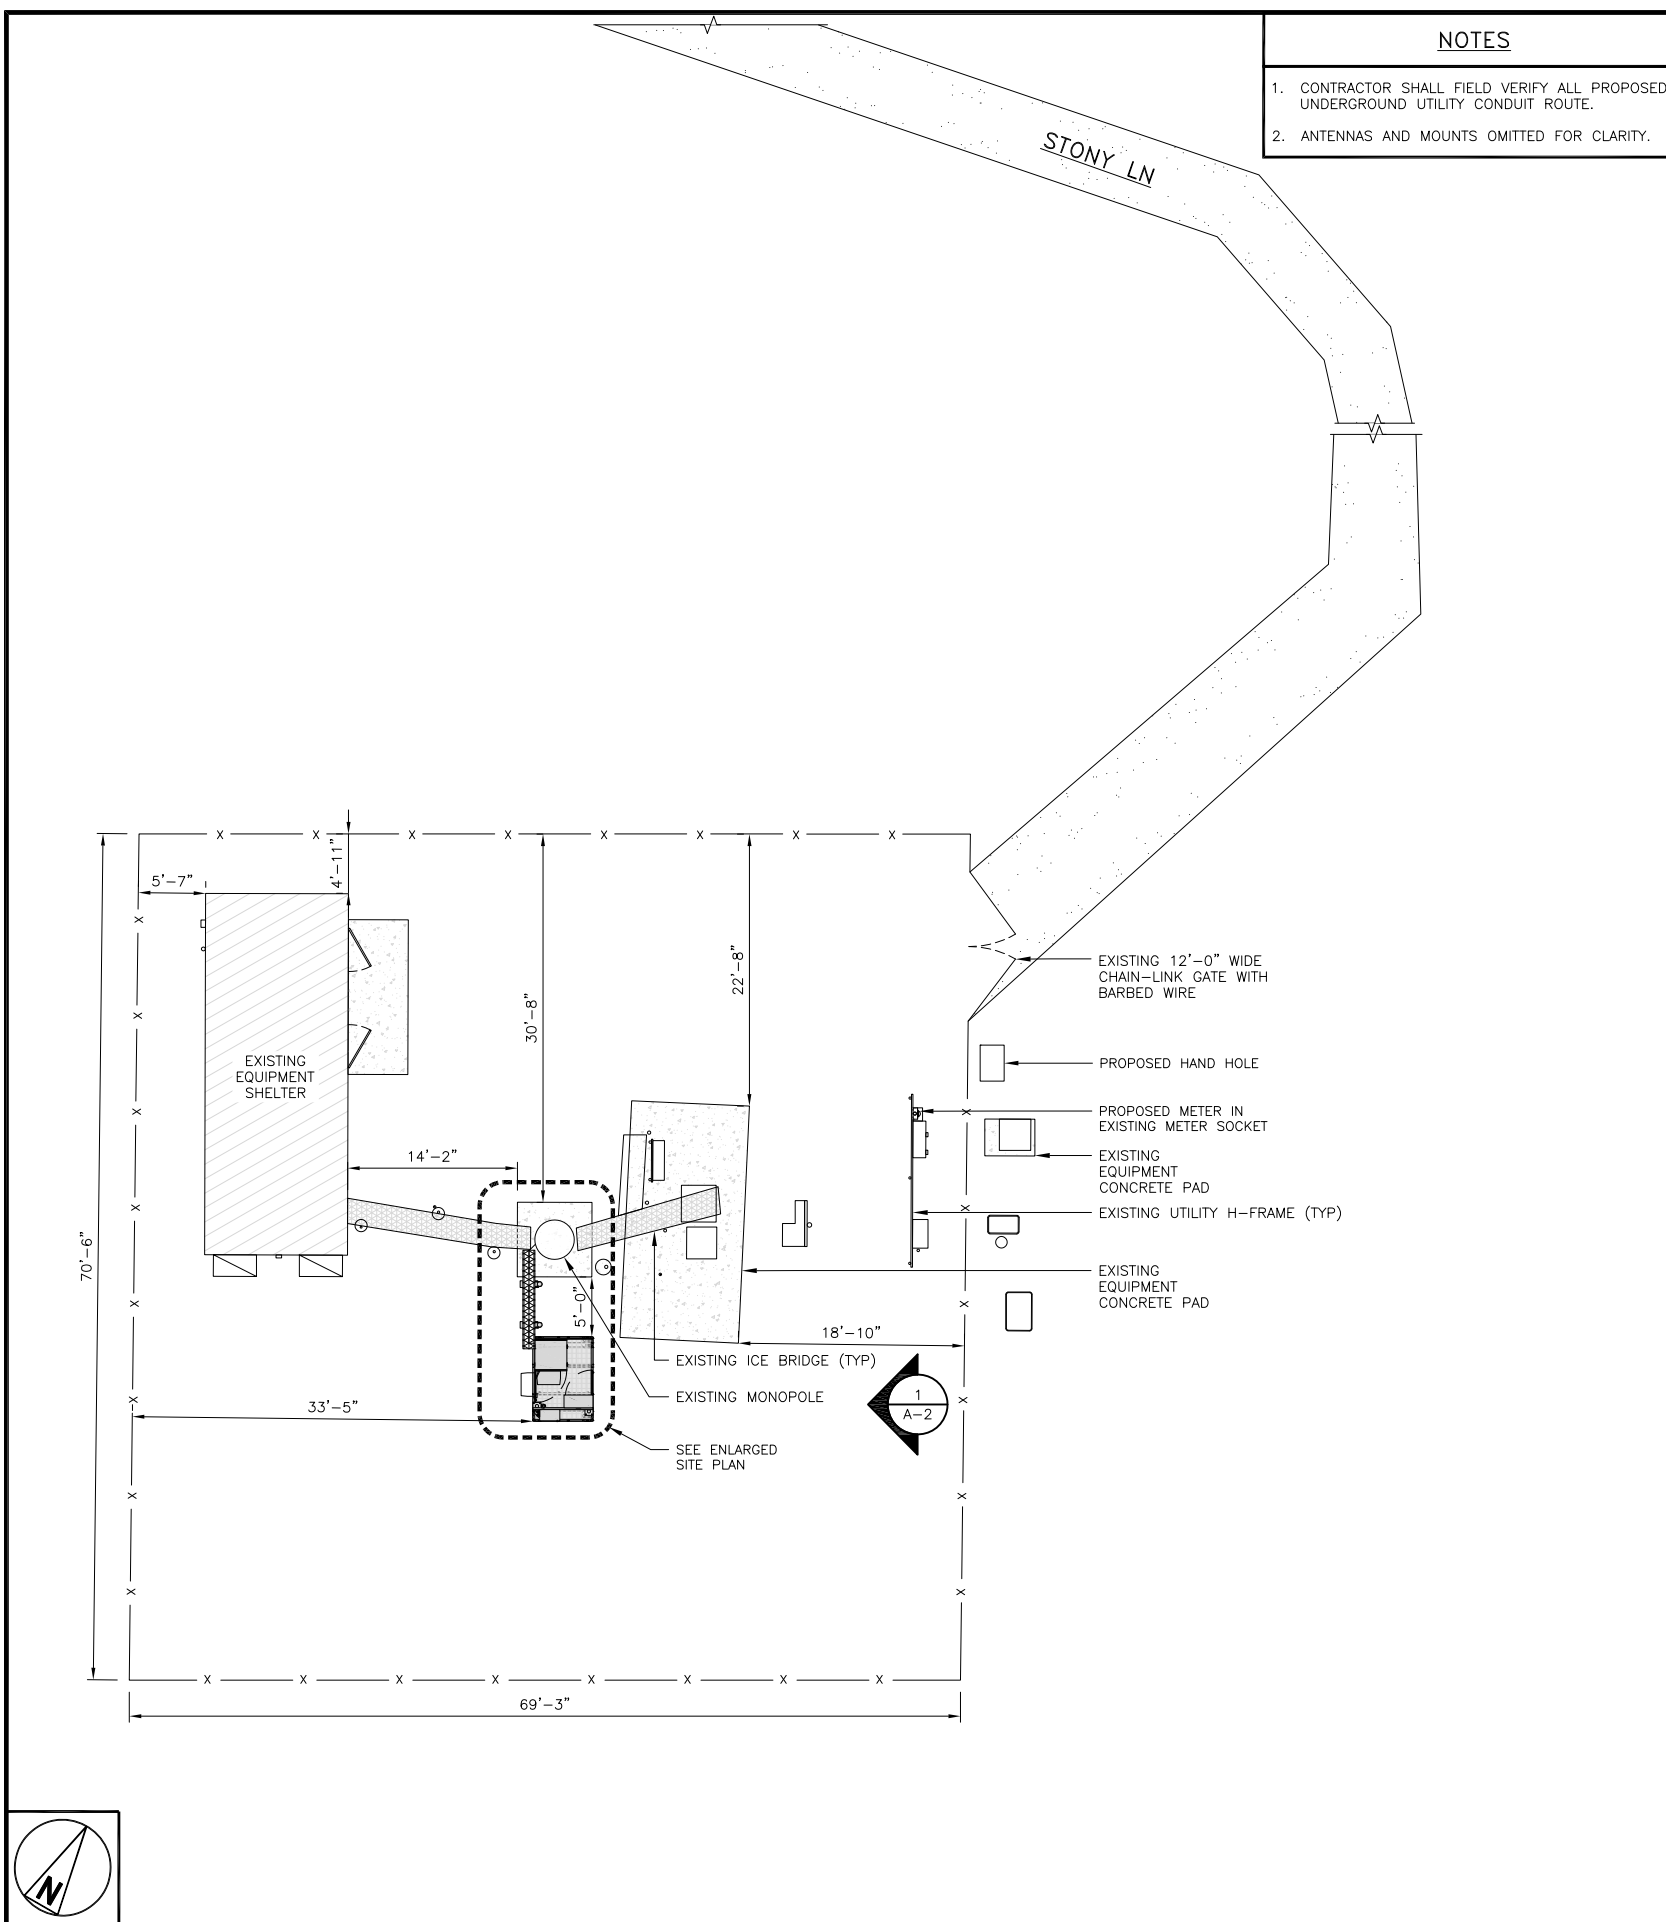 NOTES
1. CONTRACTOR SHALL FIELD VERIFY ALL PROPOSED
UNDERGROUND UTILITY CONDUIT ROUTE.
2. ANTENNAS AND MOUNTS OMITTED FOR CLARITY.
STONY LN
X X X X X X X X
5'-7"
4'-11"
30'-8"
22'-8"
EXISTING 12'-0" WIDE
CHAIN-LINK GATE WITH
BARBED WIRE
EXISTING
EQUIPMENT
SHELTER
PROPOSED HAND HOLE
PROPOSED METER IN
EXISTING METER SOCKET
14'-2"
EXISTING
EQUIPMENT
CONCRETE PAD
EXISTING UTILITY H-FRAME (TYP)
70'-6"
EXISTING
EQUIPMENT
CONCRETE PAD
5'-0"
18'-10"
EXISTING ICE BRIDGE (TYP)
EXISTING MONOPOLE
1
A-2
33'-5"
SEE ENLARGED
SITE PLAN
X X X X X X X X
69'-3"
N